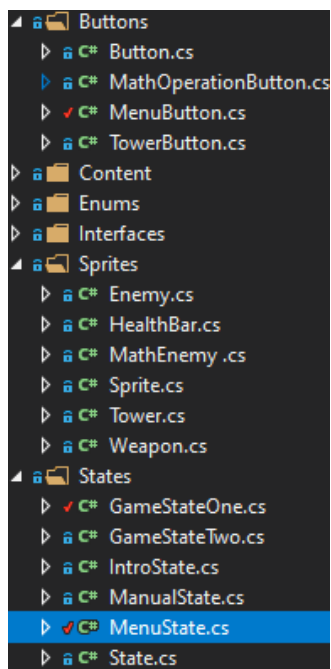 Buttons
C# Button.cs
C# MathOperationButton.cs
C# MenuButton.cs
C# TowerButton.cs
Content
Enums
Interfaces
Sprites
C# Enemy.cs
C# HealthBar.cs
C# MathEnemy .cs
C# Sprite.cs
C# Tower.cs
C# Weapon.cs
States
C# GameStateOne.cs
C# GameStateTwo.cs
C# IntroState.cs
C# ManualState.cs
C# MenuState.cs
C# State.cs